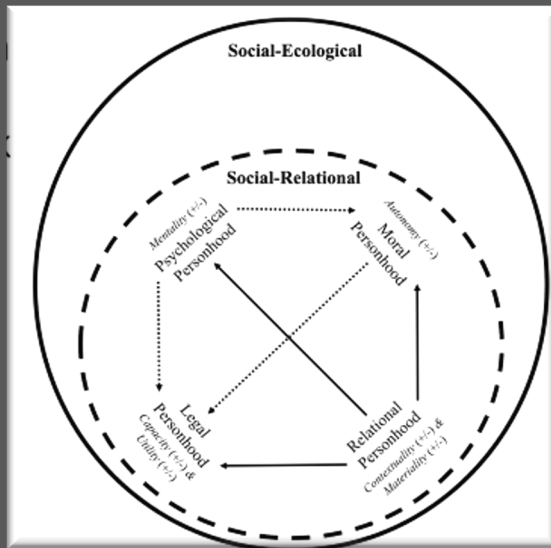 Social-Ecological
Social-Relational
Mentality (+/-)
Psychological
Personhood
Autonomy (+/-)
Moral
Personhood
Legal
Personhood
Capacity (+/-) &
Utility (+/-)
Relational
Personhood
Contextuality (+/-) &
Materiality (+/-)